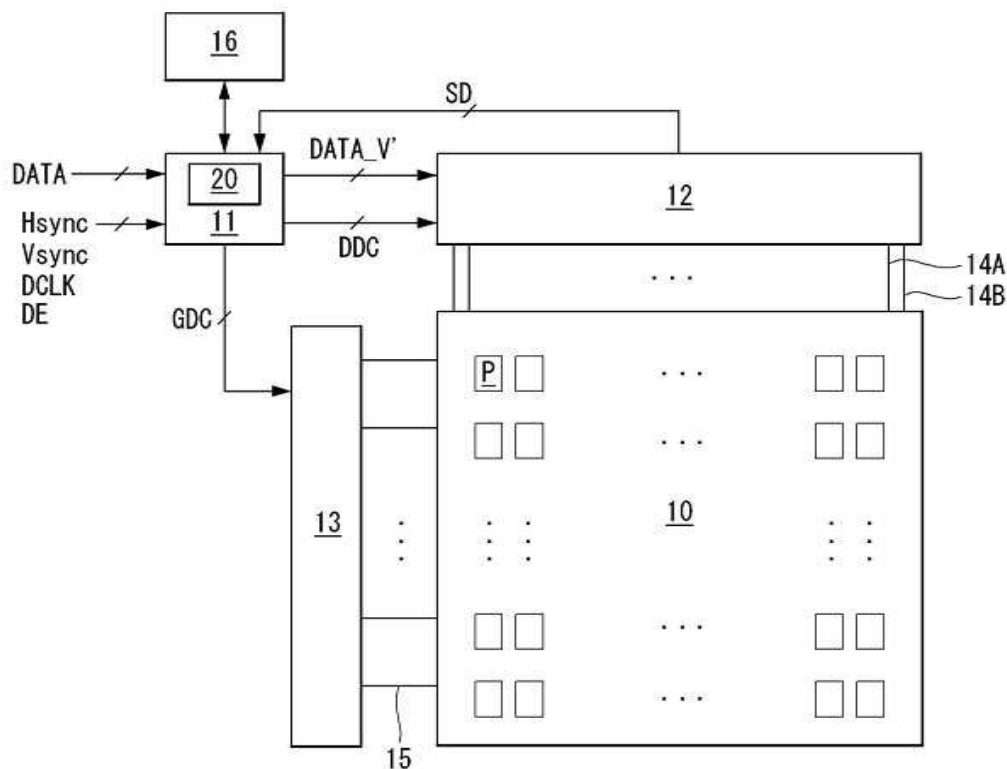 16
SD
DATA_V'
DATA
20
12
Hsync
11
Vsync
DDC
14A
DCLK
14B
DE
GDC
P
10
13
15